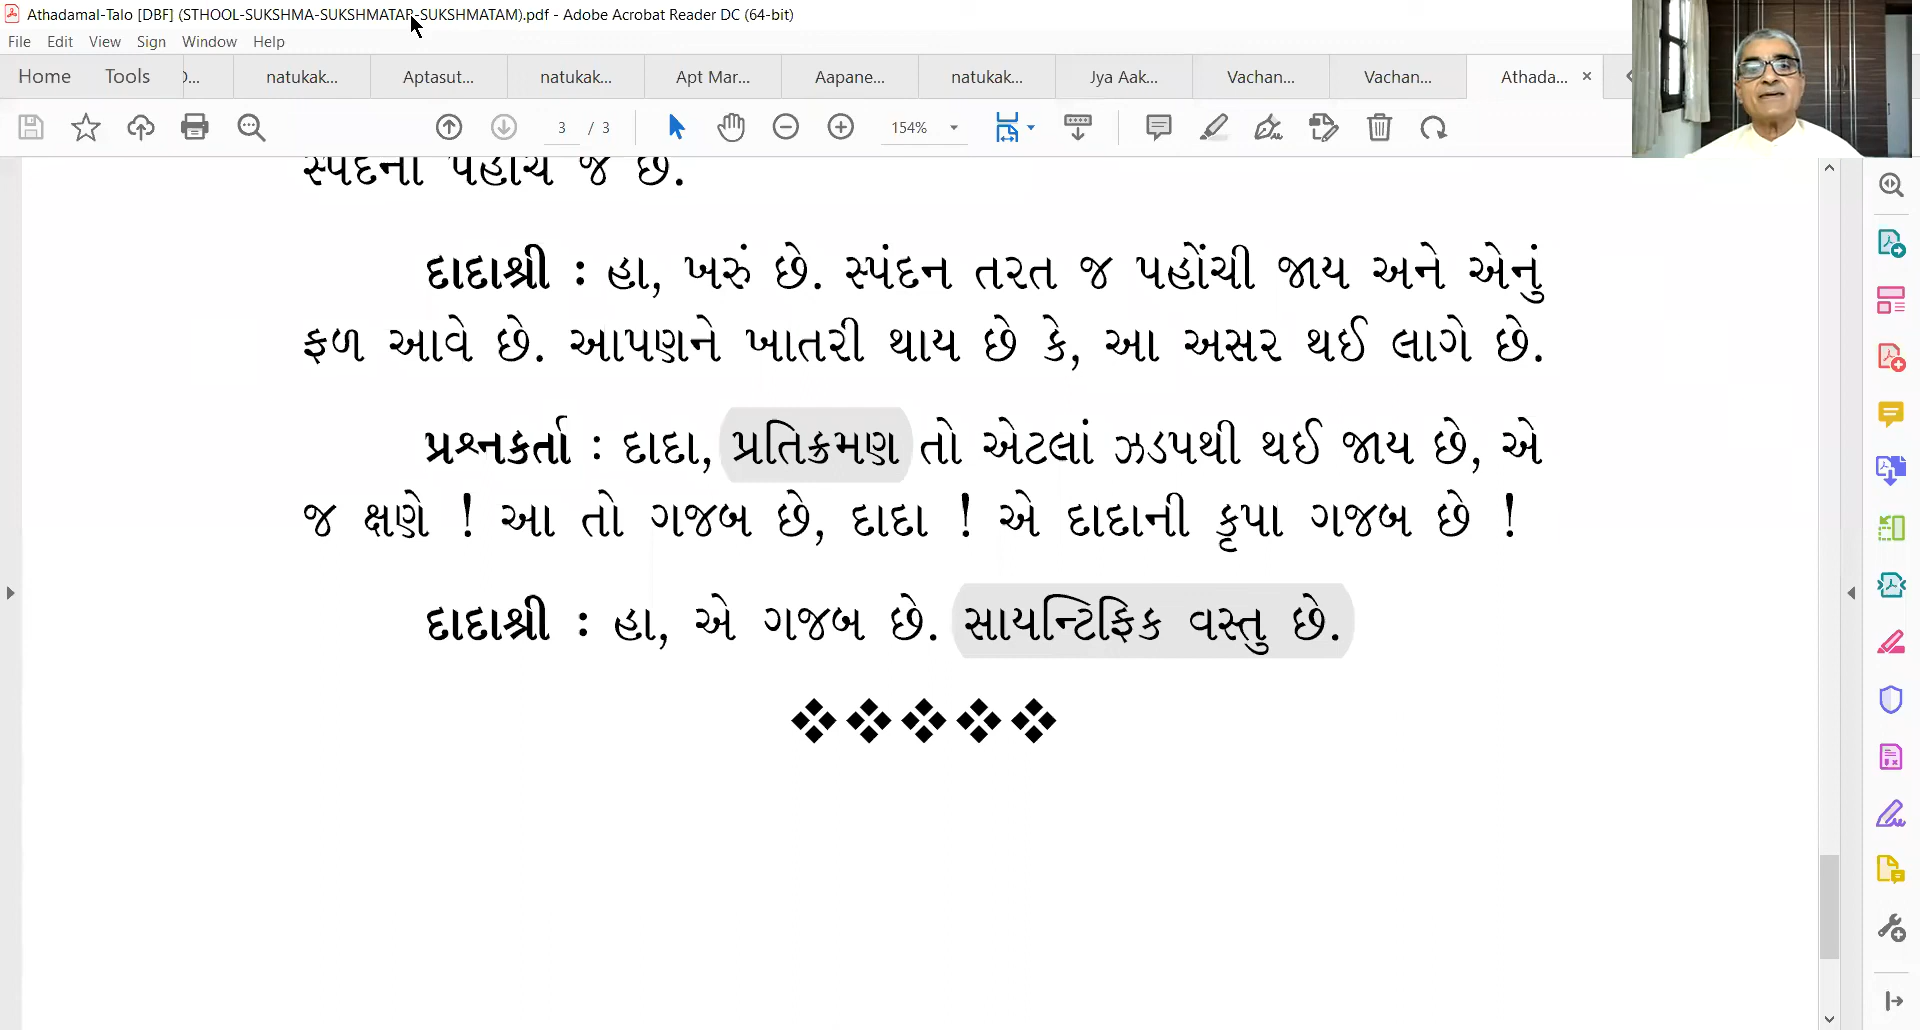 Athadamal-Talo [DBF] (STHOOL-SUKSHMA-SUKSHMATAR-SUKSHMATAM).pdf - Adobe Acrobat Reader DC (64-bit)
File Edit View Sign Window Help
Home Tools natukak... Aptasut... natukak... Apt Mar... Aapane... natukak... Jya Aak... Vachan... Vachan... Athada... ×
3 / 3 154%
સ્પંદનો પહોંચે જ છે.
દાદાશ્રી : હા, ખરું છે. સ્પંદન તરત જ પહોંચી જાય અને એનું
ફળ આવે છે. આપણને ખાતરી થાય છે કે, આ અસર થઈ લાગે છે.
પ્રશ્નકર્તા : દાદા, પ્રતિક્રમણ તો એટલાં ઝડપથી થઈ જાય છે, એ
જ ક્ષણે ! આ તો ગજબ છે, દાદા ! એ દાદાની કૃપા ગજબ છે !
દાદાશ્રી : હા, એ ગજબ છે. સાયન્ટિફિક વસ્તુ છે.